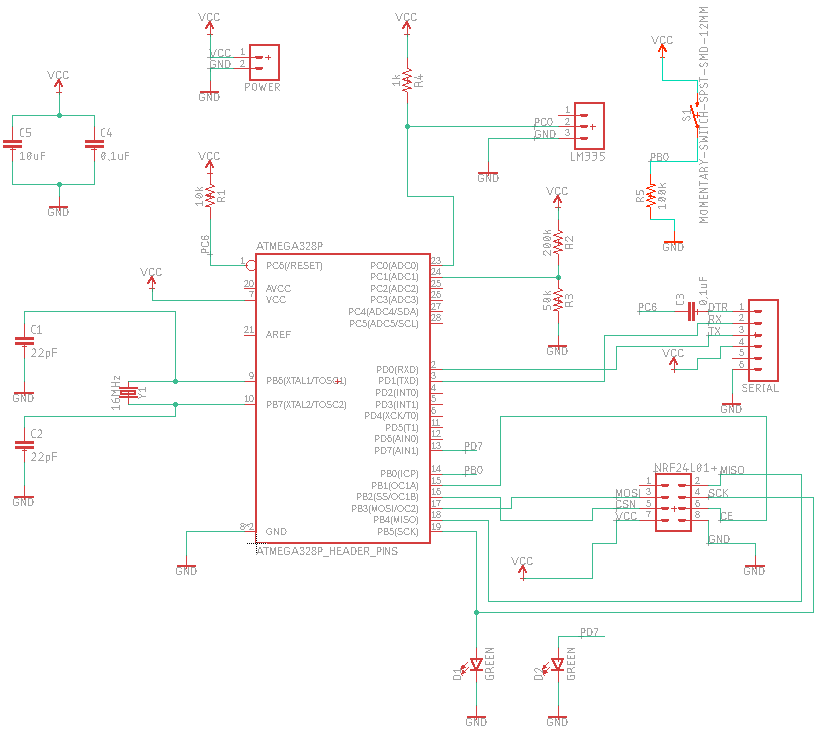 VCC
VCC
VCC 1
GND 2
POWER
GND
VCC
C5
10uF
C4
0.1uF
GND
1k
R4
PC0
GND
1
2
3
LM335
GND
VCC
S1
MOMENTARY-SWITCH-SPST-SMD-12MM
PB0
R5
100k
GND
VCC
10k
R1
PC6
VCC
200k
R2
50k
R3
GND
ATMEGA328P
1 PC6(/RESET)
20 AVCC
7 VCC
21 AREF
9 PB6(XTAL1/TOSC1)
10 PB7(XTAL2/TOSC2)
8*2 GND
PC0(ADC0) 23
PC1(ADC1) 24
PC2(ADC2) 25
PC3(ADC3) 26
PC4(ADC4/SDA) 27
PC5(ADC5/SCL) 28
PD0(RXD) 2
PD1(TXD) 3
PD2(INT0) 4
PD3(INT1) 5
PD4(XCK/T0) 6
PD5(T1) 11
PD6(AIN0) 12
PD7(AIN1) 13 PD7
PB0(ICP) 14 PB0
PB1(OC1A) 15
PB2(SS/OC1B) 16
PB3(MOSI/OC2) 17
PB4(MISO) 18
PB5(SCK) 19
ATMEGA328P_HEADER_PINS
VCC
C1
22pF
GND
16MHz
Y1
C2
22pF
GND
GND
PC6
C3
0.1uF
DTR 1
RX 2
TX 3
4
5
6
VCC
SERIAL
GND
NRF24L01+
1
MOSI 3
CSN 5
VCC 7
2 MISO
4 SCK
6
8 CE
GND
GND
VCC
D1
GREEN
GND
PD7
D2
GREEN
GND